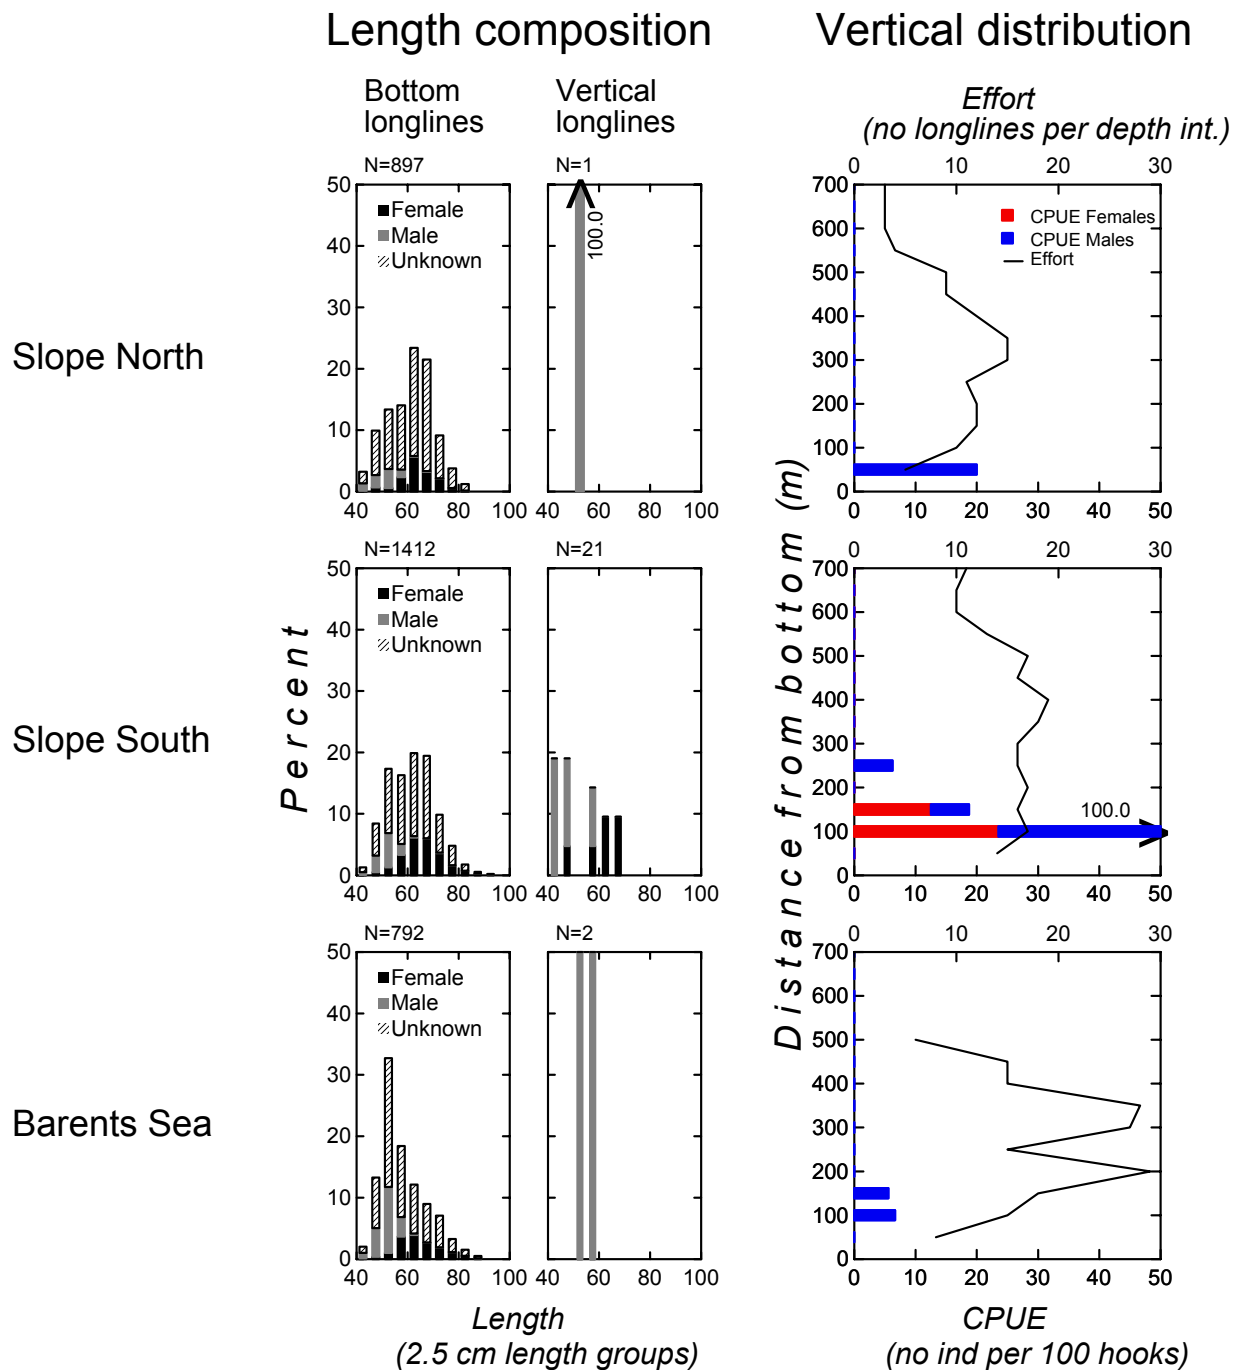 Length composition
Vertical distribution
Bottom longlines
Vertical longlines
Effort
(no longlines per depth int.)
N=897
N=1
0 10 20 30
50
40
30
20
10
0
Female
Male
Unknown
100.0
700
600
500
400
300
200
100
0
CPUE Females
CPUE Males
Effort
Slope North
40 60 80 100
40 60 80 100
0 10 20 30 40 50
N=1412
N=21
0 10 20 30
50
40
30
20
10
0
Female
Male
Unknown
700
600
500
400
300
200
100
0
100.0
Slope South
Percent
Distance from bottom (m)
40 60 80 100
40 60 80 100
0 10 20 30 40 50
N=792
N=2
0 10 20 30
50
40
30
20
10
0
Female
Male
Unknown
700
600
500
400
300
200
100
0
Barents Sea
40 60 80 100
40 60 80 100
0 10 20 30 40 50
Length
(2.5 cm length groups)
CPUE
(no ind per 100 hooks)